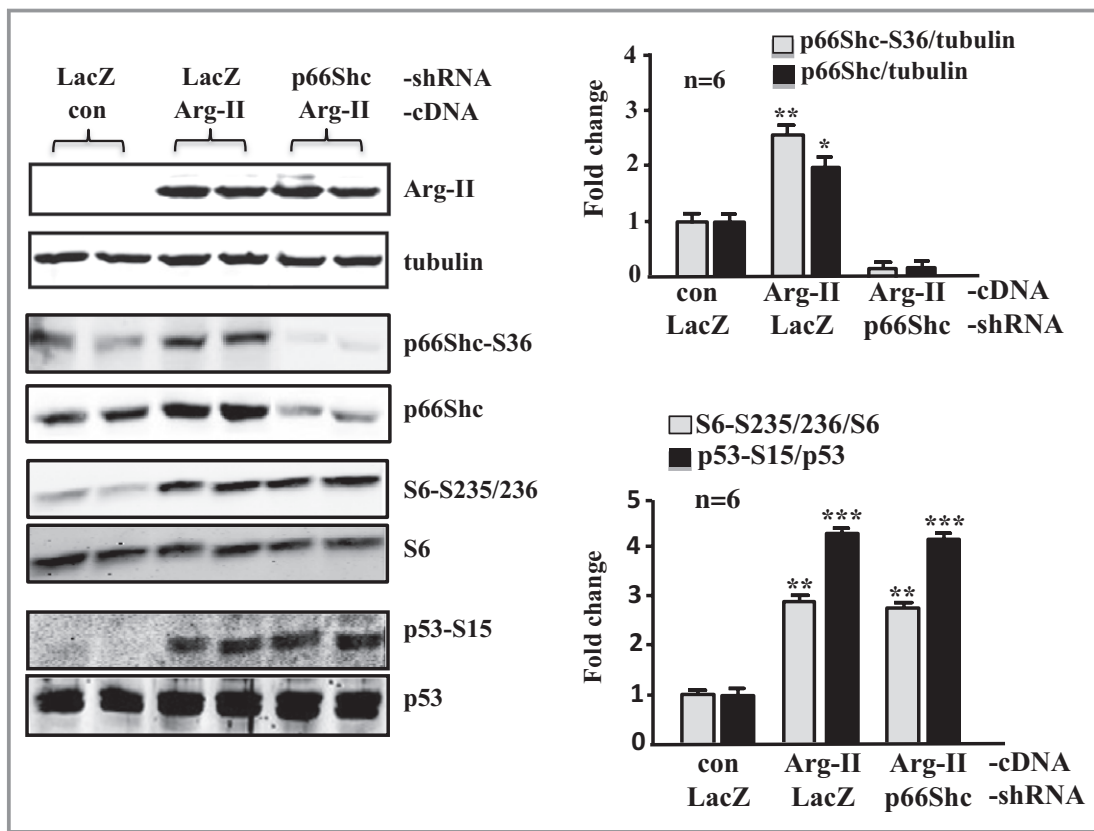 LacZ LacZ p66Shc -shRNA
con Arg-II Arg-II -cDNA
Arg-II
tubulin
p66Shc-S36
p66Shc
S6-S235/236
S6
p53-S15
p53
p66Shc-S36/tubulin
p66Shc/tubulin
n=6
Fold change
4
3
2
1
0
**
*
con Arg-II Arg-II -cDNA
LacZ LacZ p66Shc -shRNA
S6-S235/236/S6
p53-S15/p53
n=6
Fold change
5
4
3
2
1
0
**
***
**
***
con Arg-II Arg-II -cDNA
LacZ LacZ p66Shc -shRNA